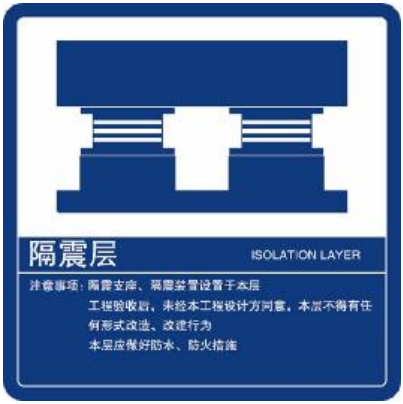 隔震层
ISOLATION LAYER
注意事项：隔震支座、隔震装置设置于本层
工程验收后，未经本工程设计方同意，本层不得有任
何形式改造、改建行为
本层应做好防水、防火措施